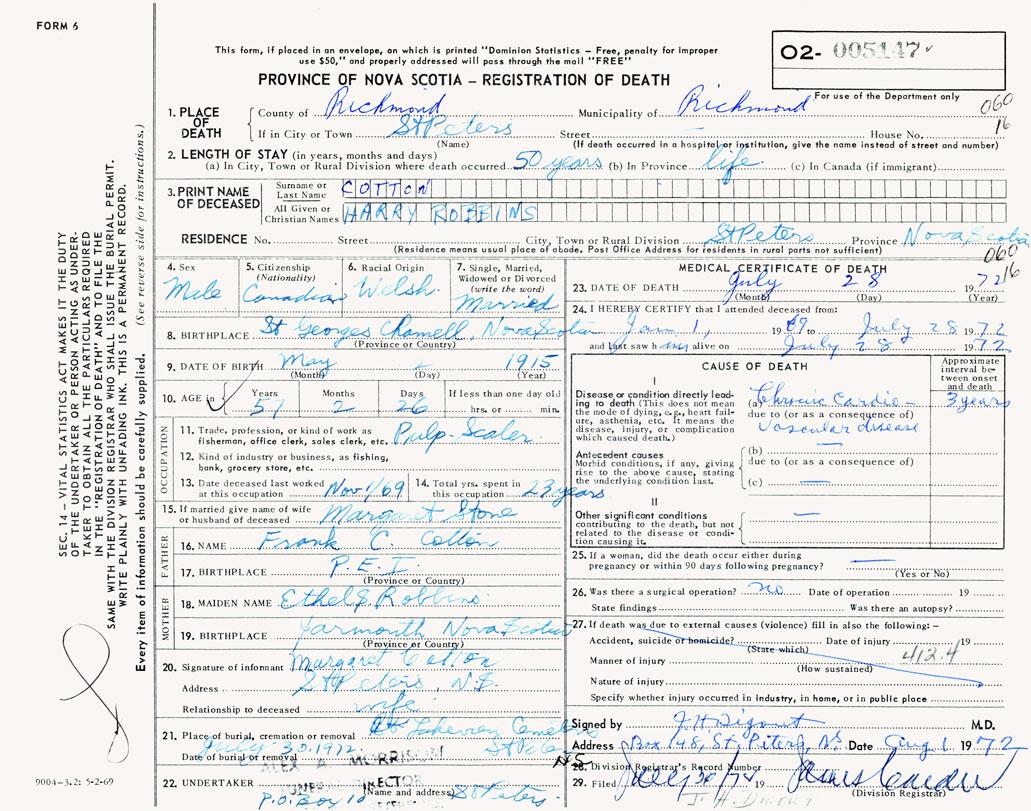 FORM 6
This form, if placed in an envelope, on which is printed "Dominion Statistics – Free, penalty for improper
use $50," and properly addressed will pass through the mail "FREE"
02- 005147
PROVINCE OF NOVA SCOTIA – REGISTRATION OF DEATH
For use of the Department only
060
16
1. PLACE OF DEATH
County of Richmond Municipality of Richmond
If in City or Town St Peters Street — House No.
(Name) (If death occurred in a hospital or institution, give the name instead of street and number)
2. LENGTH OF STAY (in years, months and days)
(a) In City, Town or Rural Division where death occurred 50 years (b) In Province life (c) In Canada (if immigrant)
3. PRINT NAME OF DECEASED
Surname or Last Name COTTON
All Given or Christian Names HARRY ROBBINS
RESIDENCE No. Street City, Town or Rural Division St Peters Province Nova Scotia
(Residence means usual place of abode. Post Office Address for residents in rural parts not sufficient)
060
16
4. Sex Male
5. Citizenship (Nationality) Canadian
6. Racial Origin Welsh
7. Single, Married, Widowed or Divorced (write the word) Married
8. BIRTHPLACE St Georges Nova Scotia
(Province or Country)
9. DATE OF BIRTH May 2 1915
(Month) (Day) (Year)
10. AGE in Years Months Days If less than one day old
57 2 26 hrs. or min.
OCCUPATION
11. Trade, profession, or kind of work as fisherman, office clerk, sales clerk, etc. Pulp-Scaler
12. Kind of industry or business, as fishing, bank, grocery store, etc.
13. Date deceased last worked at this occupation Nov 1/69
14. Total yrs. spent in this occupation 23 years
15. If married give name of wife or husband of deceased Margaret Stone
FATHER
16. NAME Frank C. Cotton
17. BIRTHPLACE P.E.I.
(Province or Country)
MOTHER
18. MAIDEN NAME Ethel Robbins
19. BIRTHPLACE Yarmouth Nova Scotia
(Province or Country)
20. Signature of informant Margaret Cotton
Address St Peters, N.S.
Relationship to deceased wife
21. Place of burial, cremation or removal
St Peters N.S.
Date of burial or removal July 30. 1972
22. UNDERTAKER ALEX A. MORRISON
FUNERAL DIRECTOR
(Name and address)
P.O. Box 10 St Peters.
MEDICAL CERTIFICATE OF DEATH
23. DATE OF DEATH July 28 1972
(Month) (Day) (Year)
24. I HEREBY CERTIFY that I attended deceased from:
Jan 1, 1969 to July 28 1972
and last saw him alive on July 28 1972
CAUSE OF DEATH
Approximate interval between onset and death
I
Disease or condition directly leading to death (This does not mean the mode of dying, e.g., heart failure, asthenia, etc. It means the disease, injury, or complication which caused death.)
(a) Chronic Cardio- 3 years
due to (or as a consequence of)
Vascular disease
Antecedent causes
Morbid conditions, if any, giving rise to the above cause, stating the underlying condition last.
(b) —
due to (or as a consequence of)
(c) —
II
Other significant conditions contributing to the death, but not related to the disease or condition causing it. —
25. If a woman, did the death occur either during
pregnancy or within 90 days following pregnancy? —
(Yes or No)
26. Was there a surgical operation? no Date of operation 19
State findings Was there an autopsy?
27. If death was due to external causes (violence) fill in also the following: –
Accident, suicide or homicide? Date of injury 19
(State which)
412.4
Manner of injury
(How sustained)
Nature of injury
Specify whether injury occurred in industry, in home, or in public place
Signed by J.H. Digout M.D.
Address Box 148, St. Peters, N.S. Date Aug 1 1972
28. Division Registrar's Record Number
29. Filed 19
(Division Registrar)
SEC. 14 – VITAL STATISTICS ACT MAKES IT THE DUTY
OF THE UNDERTAKER OR PERSON ACTING AS UNDER-
TAKER TO OBTAIN ALL THE PARTICULARS REQUIRED
IN THE "REGISTRATION OF DEATH" AND TO FILE THE
SAME WITH THE DIVISION REGISTRAR WHO SHALL ISSUE THE BURIAL PERMIT.
WRITE PLAINLY WITH UNFADING INK. THIS IS A PERMANENT RECORD.
Every item of information should be carefully supplied. (See reverse side for instructions.)
9004-3.2: 5-2-69